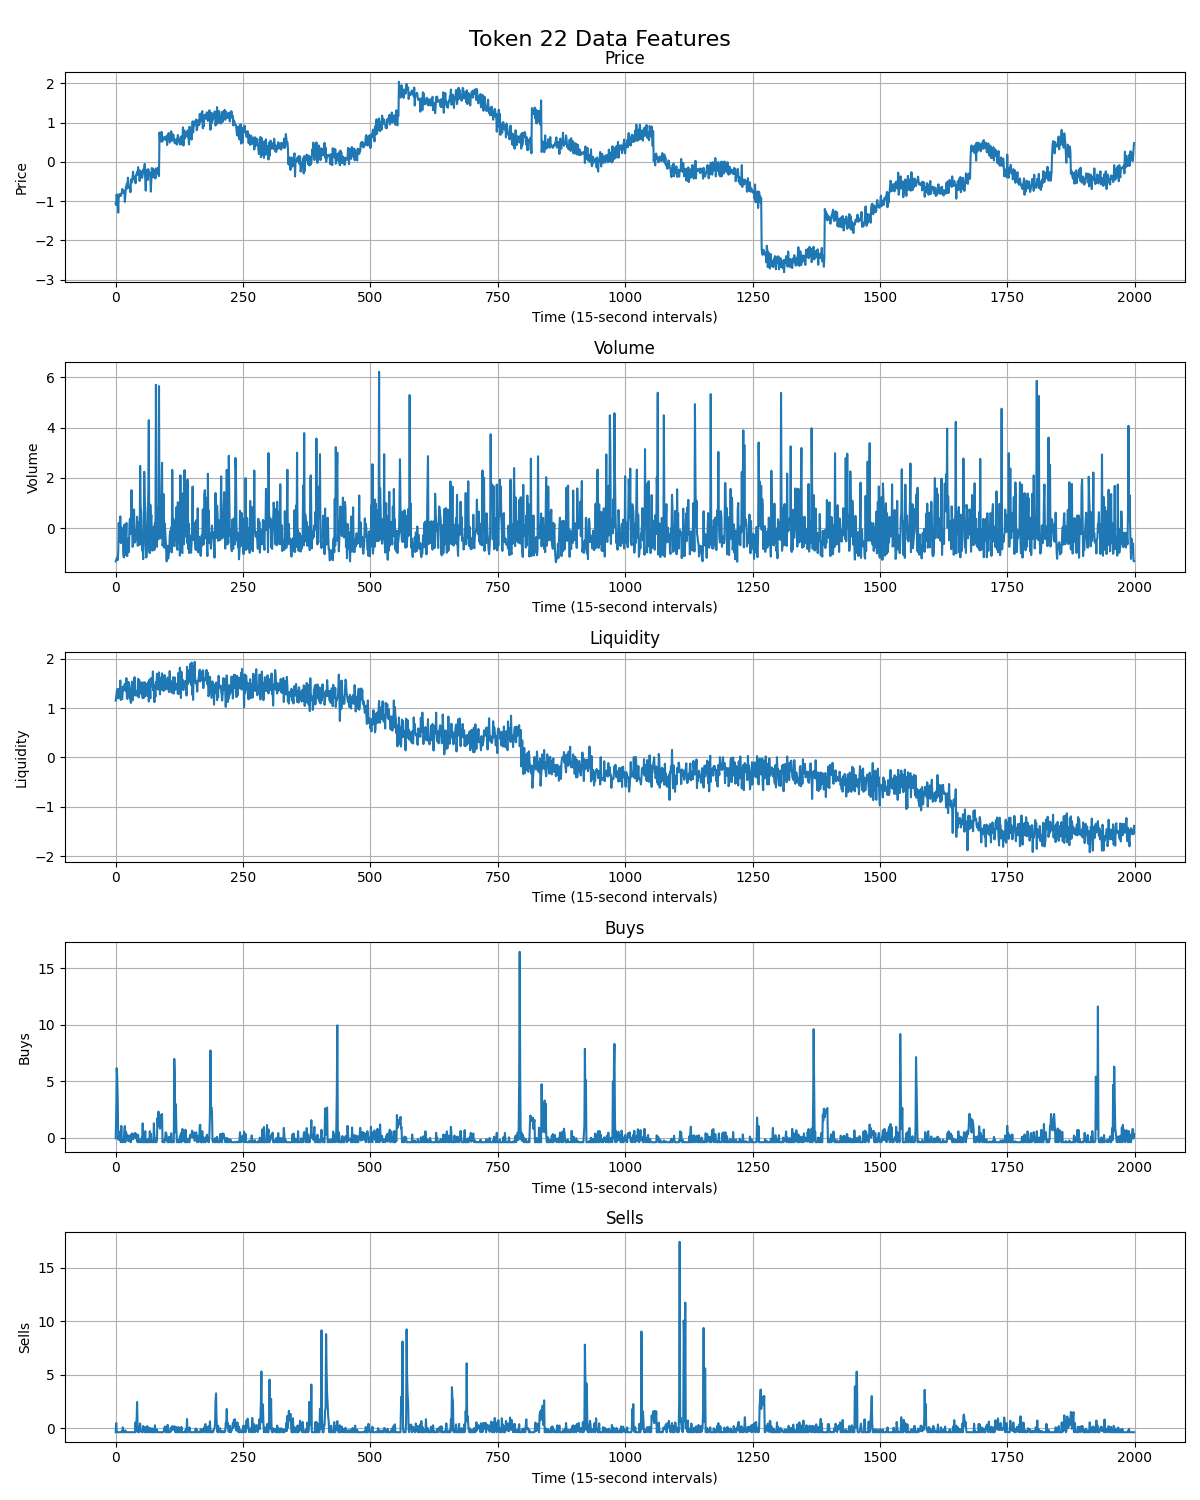 Token 22 Data Features
Price
Price
2
1
0
−1
−2
−3
0 250 500 750 1000 1250 1500 1750 2000
Time (15-second intervals)
Volume
Volume
6
4
2
0
0 250 500 750 1000 1250 1500 1750 2000
Time (15-second intervals)
Liquidity
Liquidity
2
1
0
−1
−2
0 250 500 750 1000 1250 1500 1750 2000
Time (15-second intervals)
Buys
Buys
15
10
5
0
0 250 500 750 1000 1250 1500 1750 2000
Time (15-second intervals)
Sells
Sells
15
10
5
0
0 250 500 750 1000 1250 1500 1750 2000
Time (15-second intervals)